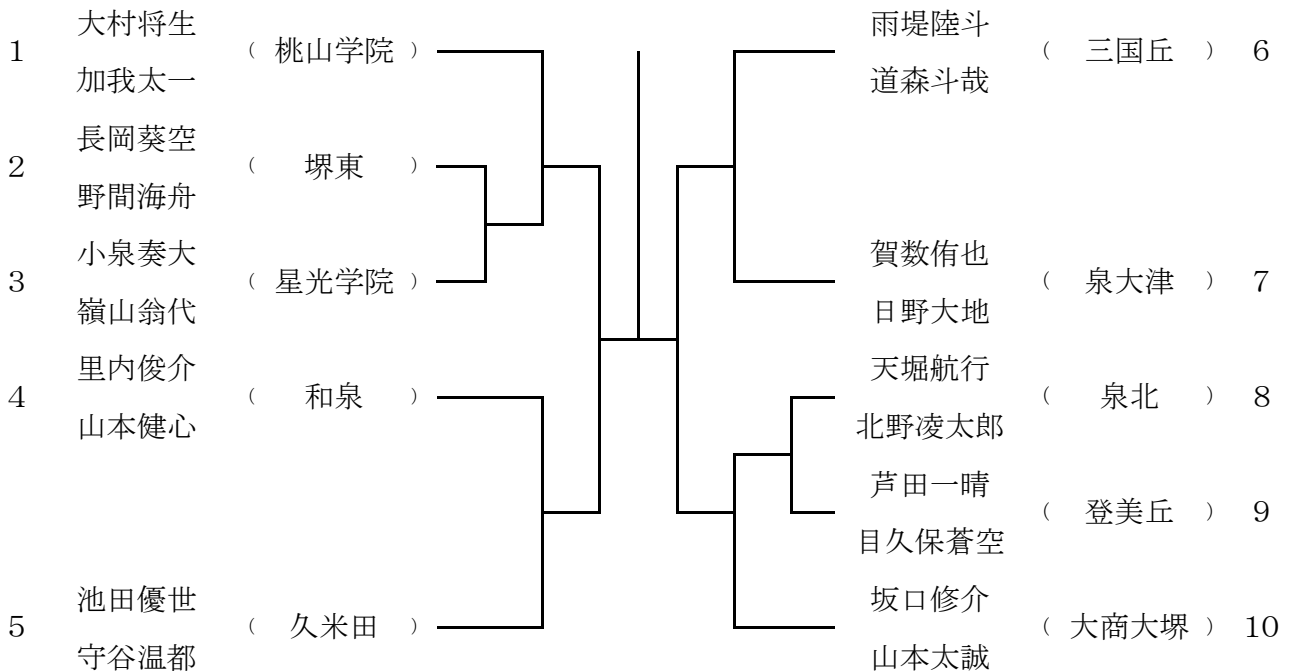 大村将生
1 （ 桃山学院 ）
加我太一
長岡葵空
2 （ 堺東 ）
野間海舟
小泉奏大
3 （ 星光学院 ）
嶺山翁代
里内俊介
4 （ 和泉 ）
山本健心
池田優世
5 （ 久米田 ）
守谷温都
雨堤陸斗
（ 三国丘 ） 6
道森斗哉
賀数侑也
（ 泉大津 ） 7
日野大地
天堀航行
（ 泉北 ） 8
北野凌太郎
芦田一晴
（ 登美丘 ） 9
目久保蒼空
坂口修介
（ 大商大堺 ） 10
山本太誠